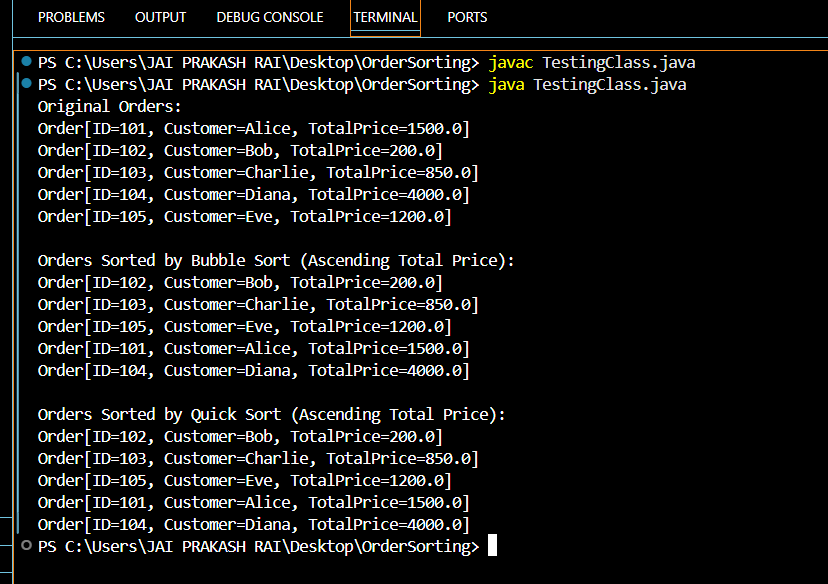 PROBLEMS OUTPUT DEBUG CONSOLE TERMINAL PORTS
PS C:\Users\JAI PRAKASH RAI\Desktop\OrderSorting> javac TestingClass.java
PS C:\Users\JAI PRAKASH RAI\Desktop\OrderSorting> java TestingClass.java
Original Orders:
Order[ID=101, Customer=Alice, TotalPrice=1500.0]
Order[ID=102, Customer=Bob, TotalPrice=200.0]
Order[ID=103, Customer=Charlie, TotalPrice=850.0]
Order[ID=104, Customer=Diana, TotalPrice=4000.0]
Order[ID=105, Customer=Eve, TotalPrice=1200.0]

Orders Sorted by Bubble Sort (Ascending Total Price):
Order[ID=102, Customer=Bob, TotalPrice=200.0]
Order[ID=103, Customer=Charlie, TotalPrice=850.0]
Order[ID=105, Customer=Eve, TotalPrice=1200.0]
Order[ID=101, Customer=Alice, TotalPrice=1500.0]
Order[ID=104, Customer=Diana, TotalPrice=4000.0]

Orders Sorted by Quick Sort (Ascending Total Price):
Order[ID=102, Customer=Bob, TotalPrice=200.0]
Order[ID=103, Customer=Charlie, TotalPrice=850.0]
Order[ID=105, Customer=Eve, TotalPrice=1200.0]
Order[ID=101, Customer=Alice, TotalPrice=1500.0]
Order[ID=104, Customer=Diana, TotalPrice=4000.0]
PS C:\Users\JAI PRAKASH RAI\Desktop\OrderSorting>